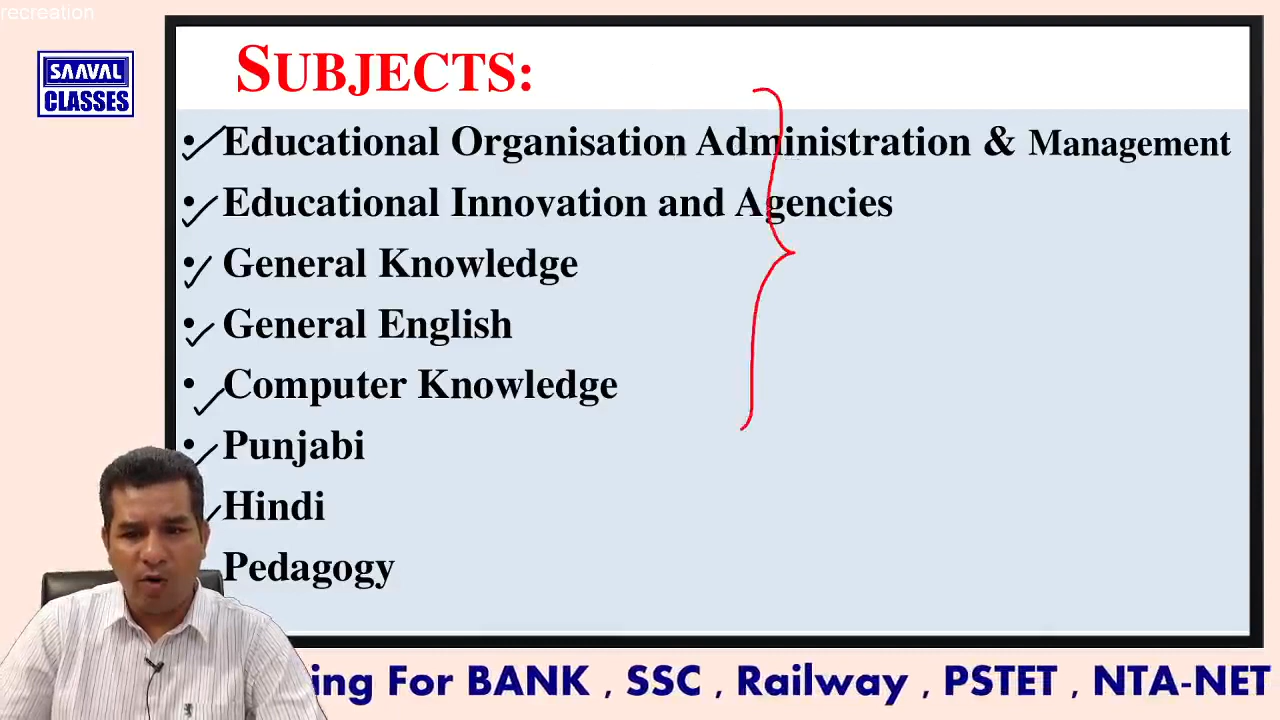 recreation
SAAVAL
CLASSES
SUBJECTS:
• Educational Organisation Administration & Management
• Educational Innovation and Agencies
• General Knowledge
• General English
• Computer Knowledge
• Punjabi
Hindi
Pedagogy
ing For BANK , SSC , Railway , PSTET , NTA-NET